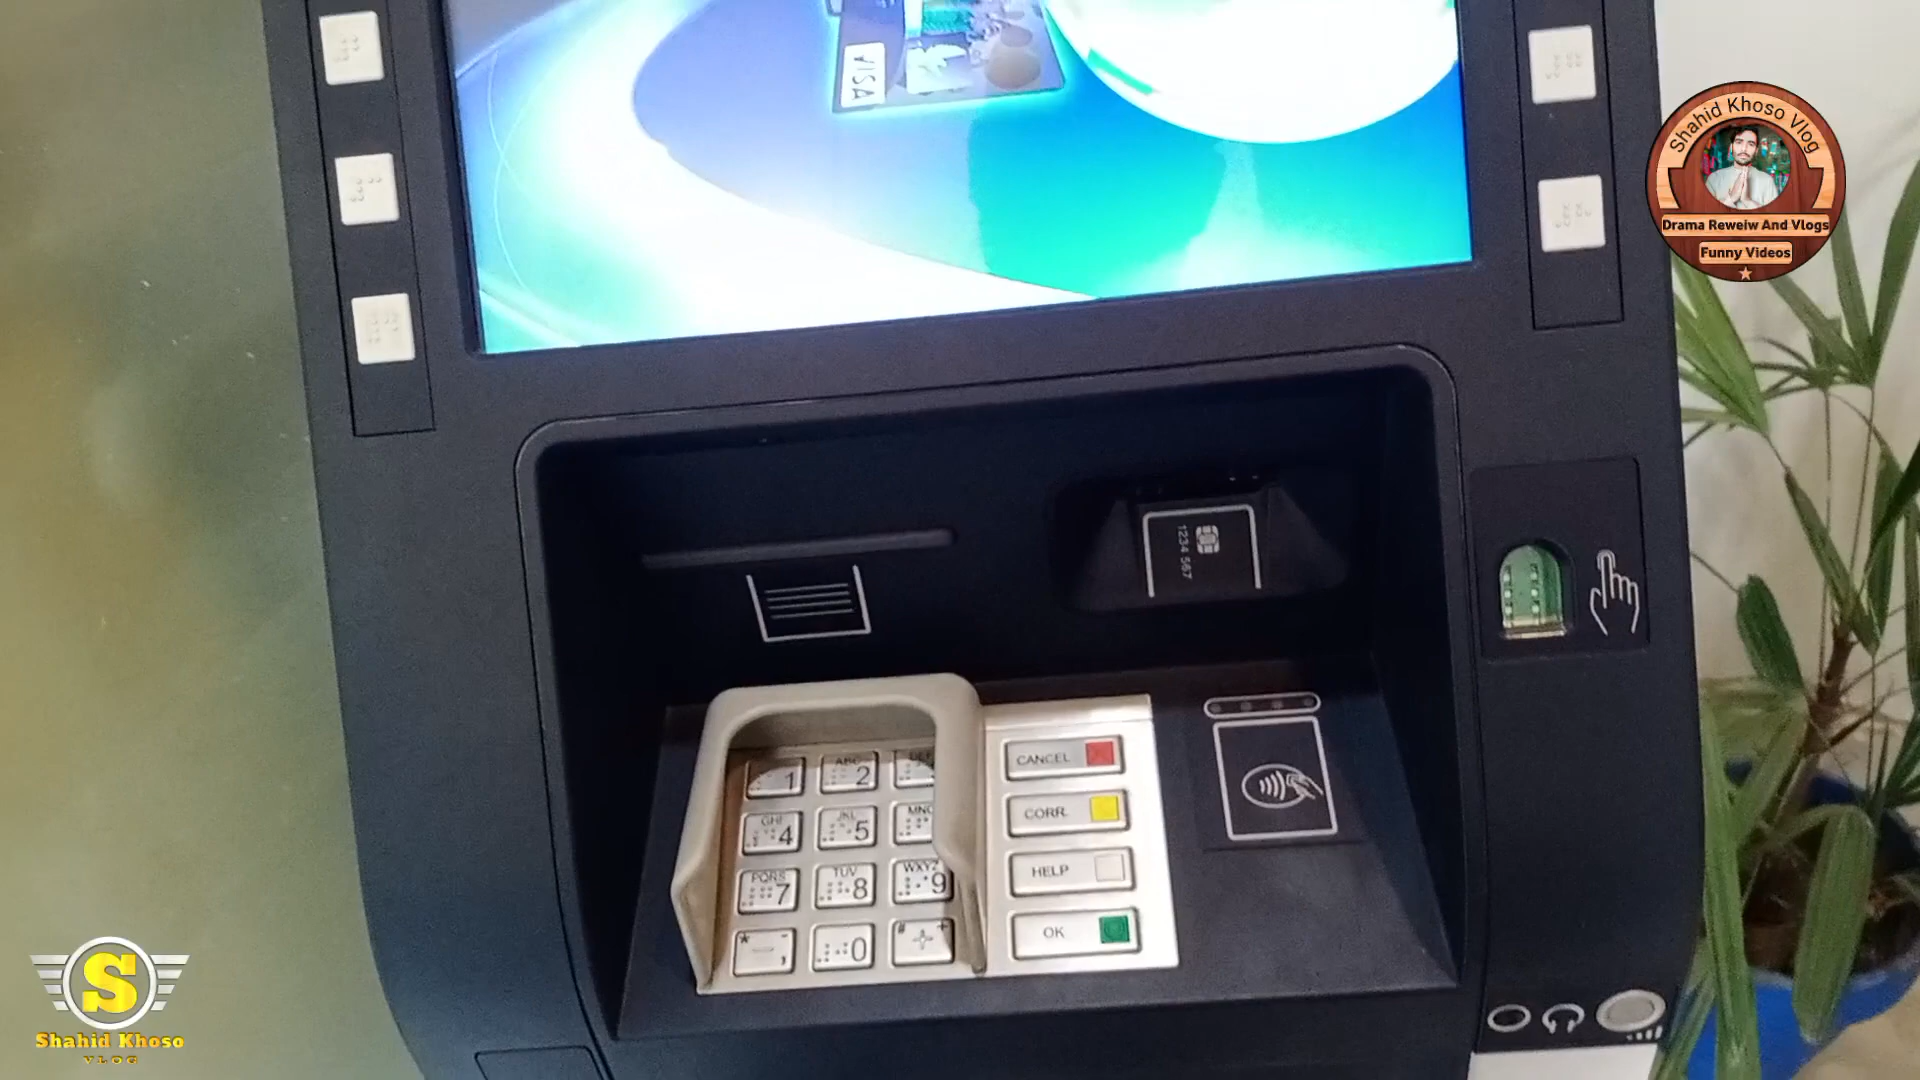 VISA
Shahid Khoso Vlog
Drama Reweiw And Vlogs
Funny Videos
1234 567
1
ABC 2
DEF
GHI 4
JKL 5
MNO
PQRS 7
TUV 8
WXYZ 9
* - ,
0
# +
CANCEL
CORR.
HELP
OK
S
Shahid Khoso
VLOG